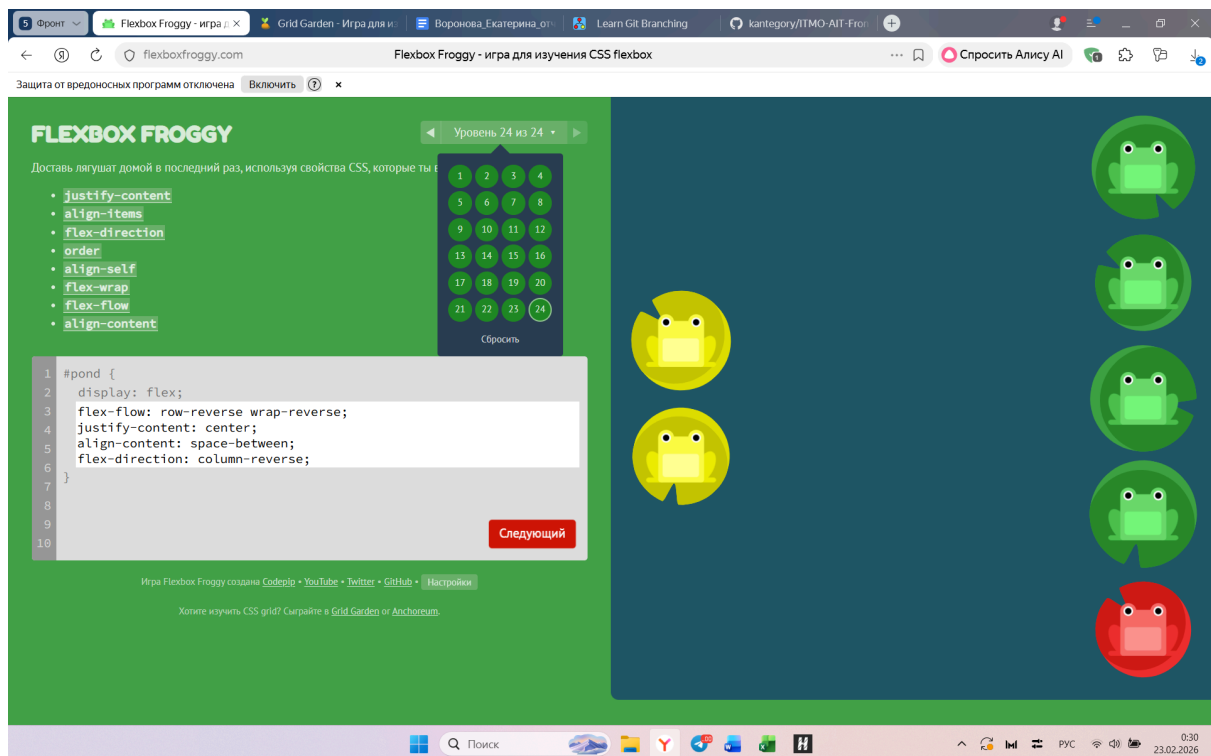 5 Фронт
Flexbox Froggy - игра д
Grid Garden - Игра для из
Воронова_Екатерина_отч
Learn Git Branching
kantegory/ITMO-AIT-Fron
flexboxfroggy.com
Flexbox Froggy - игра для изучения CSS flexbox
Спросить Алису AI
Защита от вредоносных программ отключена Включить ? ×
FLEXBOX FROGGY
◀ Уровень 24 из 24 ▾ ▶
Доставь лягушат домой в последний раз, используя свойства CSS, которые ты в
• justify-content
• align-items
• flex-direction
• order
• align-self
• flex-wrap
• flex-flow
• align-content
1 2 3 4
5 6 7 8
9 10 11 12
13 14 15 16
17 18 19 20
21 22 23 24
Сбросить
1 #pond {
2 display: flex;
3 flex-flow: row-reverse wrap-reverse;
4 justify-content: center;
5 align-content: space-between;
6 flex-direction: column-reverse;
7 }
8
9
10
Следующий
Игра Flexbox Froggy создана Codepip • YouTube • Twitter • GitHub • Настройки
Хотите изучить CSS grid? Сыграйте в Grid Garden or Anchoreum.
Поиск
РУС
0:30
23.02.2026